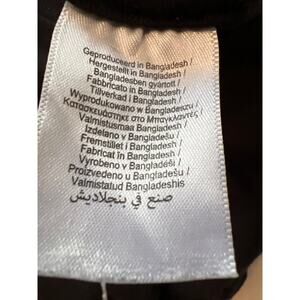 Geproduceerd in Bangladesh /
Hergestellt in Bangladesh /
Bangladesben gyártott /
Fabbricato in Bangladesh /
Tillverkad i Bangladesh /
Wyprodukowano w Bangladeszu /
Κατασκευάστηκε στο Μπαγκλαντές /
Valmistusmaa Bangladesh /
Izdelano v Bangladešu /
Fremstillet i Bangladesh /
Fabricat în Bangladesh /
Vyrobeno v Bangladéši /
Proizvedeno u Bangladešu /
Valmistatud Bangladeshis
صنع في بنجلاديش